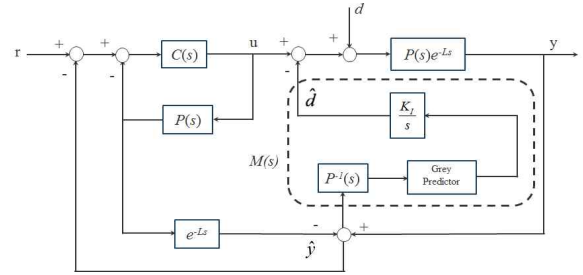 d
r + + C(s) u + + P(s)e^{-Ls} y
- - -
P(s)
d̂
K_I
s
M(s)
P^{-1}(s)
Grey
Predictor
e^{-Ls}
- +
ŷ